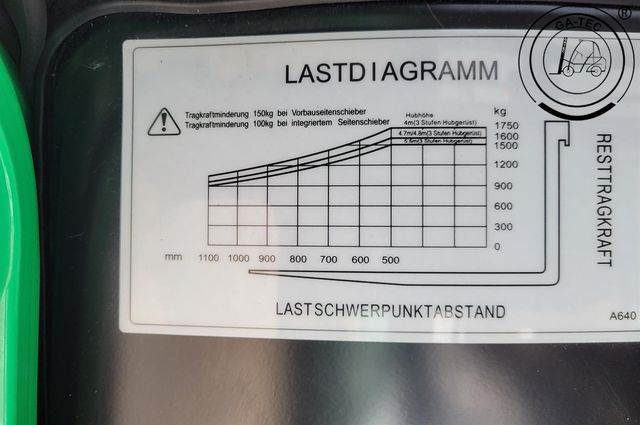 GA-TEC
®
LASTDIAGRAMM
Tragkraftminderung 150kg bei Vorbauseitenschieber
Tragkraftminderung 100kg bei integriertem Seitenschieber
Hubhöhe
4m(3 Stufen Hubgerüst)
4.7m/4.8m(3 Stufen Hubgerüst)
5.5m(3 Stufen Hubgerüst)
kg
1750
1600
1500
1200
900
600
300
0
mm 1100 1000 900 800 700 600 500
RESTTRAGKRAFT
LASTSCHWERPUNKTABSTAND
A640